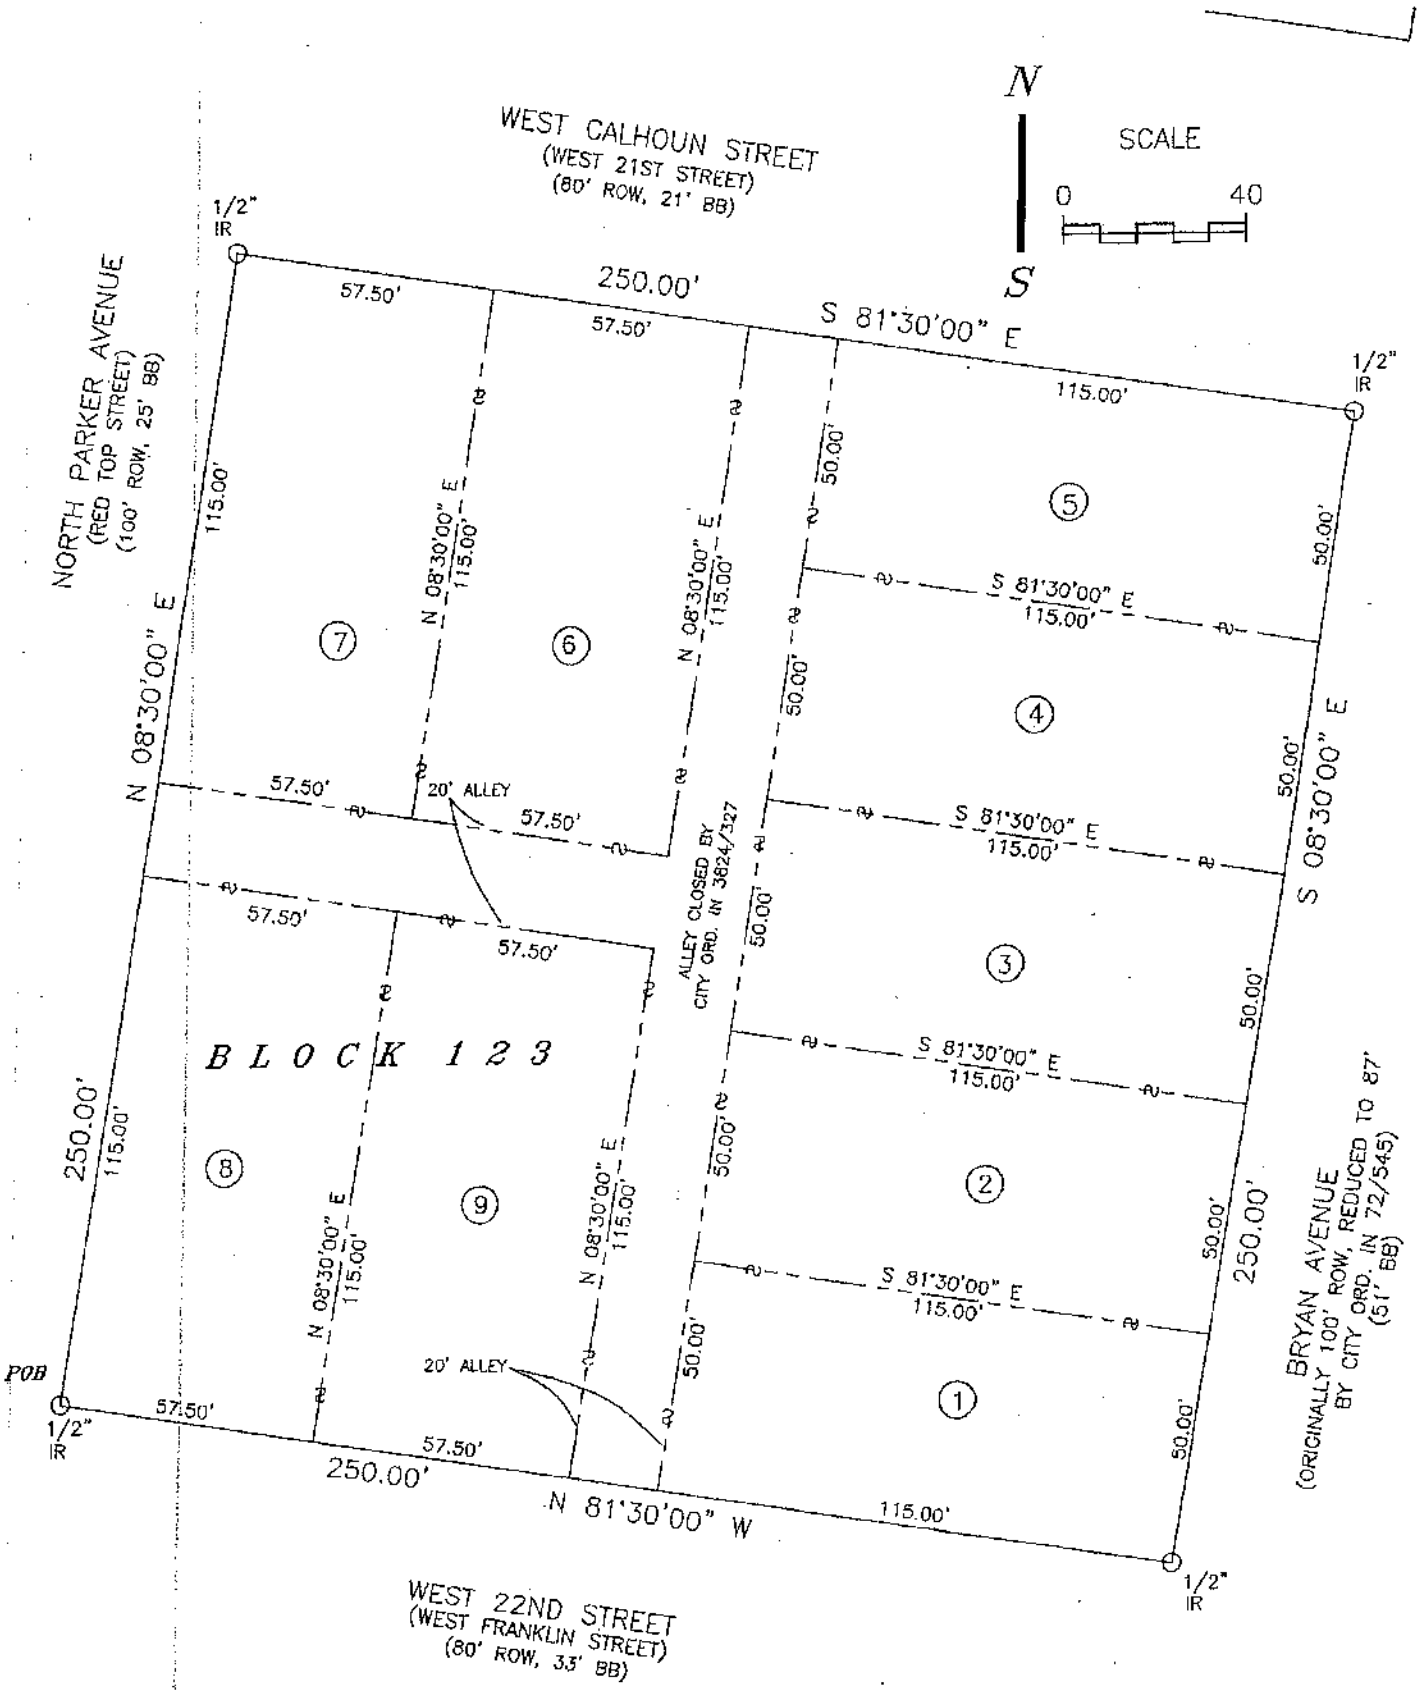 N
S
SCALE
0 40
WEST CALHOUN STREET
(WEST 21ST STREET)
(80' ROW, 21' BB)
1/2"
IR
250.00'
S 81°30'00" E
57.50'
57.50'
115.00'
1/2"
IR
NORTH PARKER AVENUE
(RED TOP STREET)
(100' ROW, 25' BB)
115.00'
N 08°30'00" E
N 08°30'00" E
115.00'
N 08°30'00" E
115.00'
50.00'
50.00'
5
S 81°30'00" E
115.00'
7
6
50.00'
4
50.00'
S 08°30'00" E
57.50'
20' ALLEY
57.50'
S 81°30'00" E
115.00'
ALLEY CLOSED BY
CITY ORD. IN 3824/327
57.50'
57.50'
50.00'
3
50.00'
BLOCK 123
S 81°30'00" E
115.00'
250.00'
115.00'
8
9
N 08°30'00" E
115.00'
N 08°30'00" E
115.00'
50.00'
2
50.00'
250.00'
S 81°30'00" E
115.00'
BRYAN AVENUE
(ORIGINALLY 100' ROW, REDUCED TO 87'
BY CITY ORD. IN 72/545)
(51' BB)
20' ALLEY
50.00'
1
50.00'
POB
1/2"
IR
57.50'
57.50'
250.00'
N 81°30'00" W
115.00'
1/2"
IR
WEST 22ND STREET
(WEST FRANKLIN STREET)
(80' ROW, 33' BB)